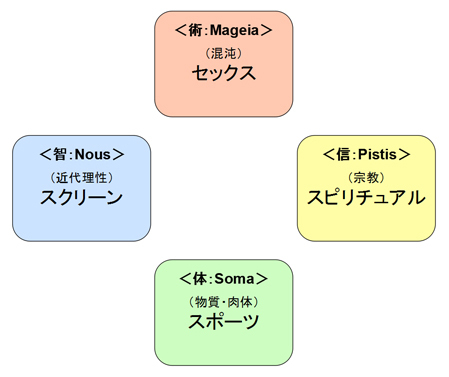 ＜術：Mageia＞
（混沌）
セックス
＜智：Nous＞
（近代理性）
スクリーン
＜信：Pistis＞
（宗教）
スピリチュアル
＜体：Soma＞
（物質・肉体）
スポーツ